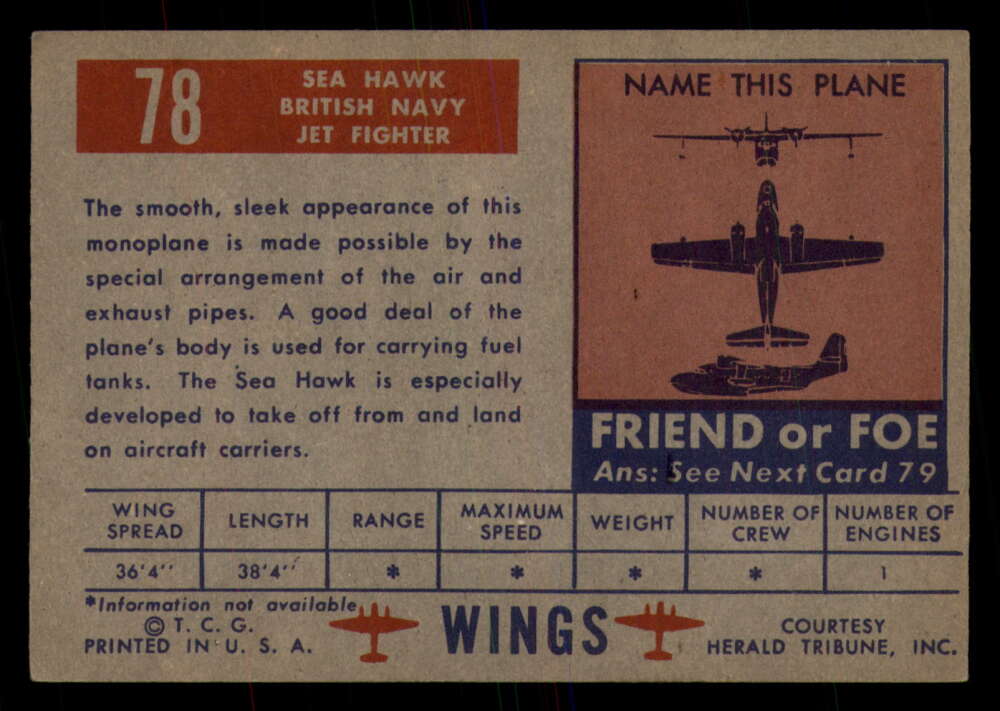 78
SEA HAWK
BRITISH NAVY
JET FIGHTER
The smooth, sleek appearance of this
monoplane is made possible by the
special arrangement of the air and
exhaust pipes. A good deal of the
plane's body is used for carrying fuel
tanks. The Sea Hawk is especially
developed to take off from and land
on aircraft carriers.
NAME THIS PLANE
FRIEND or FOE
Ans: See Next Card 79
WING SPREAD LENGTH RANGE MAXIMUM SPEED WEIGHT NUMBER OF CREW NUMBER OF ENGINES
36'4'' 38'4'' * * * * 1
*Information not available
© T. C. G.
PRINTED IN U. S. A.
WINGS
COURTESY
HERALD TRIBUNE, INC.